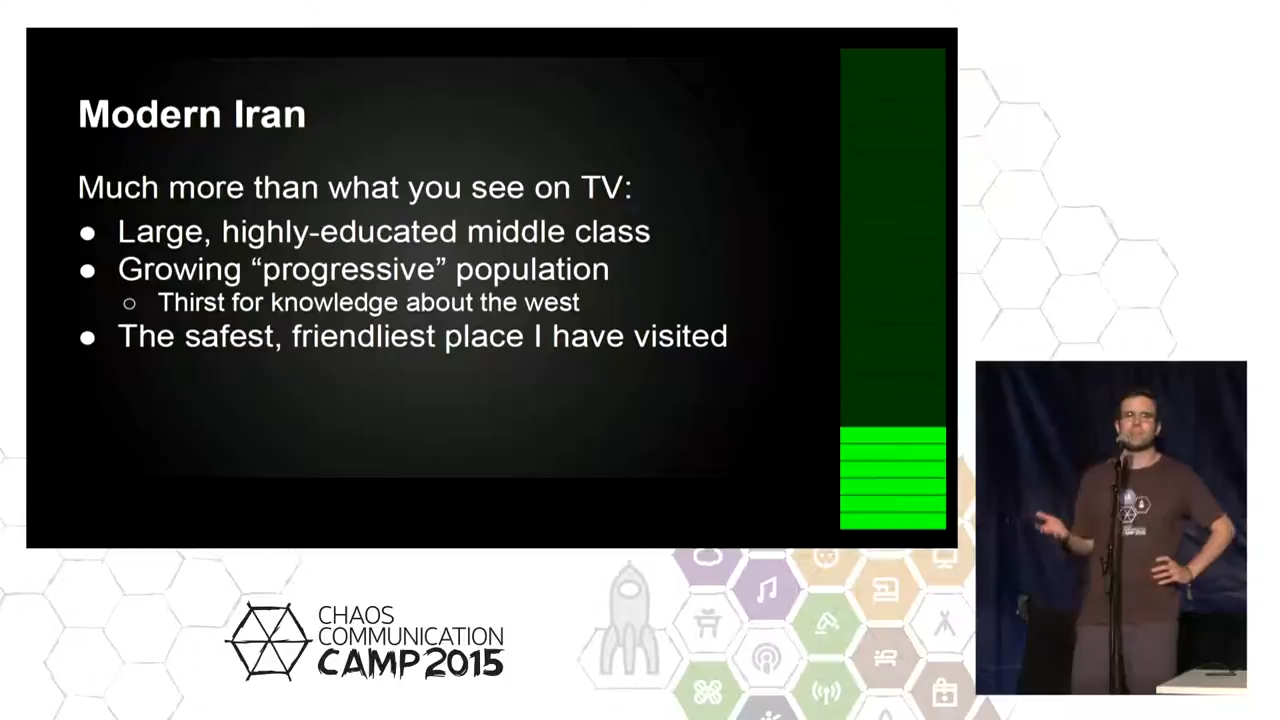 Modern Iran
Much more than what you see on TV:
● Large, highly-educated middle class
● Growing “progressive” population
○ Thirst for knowledge about the west
● The safest, friendliest place I have visited
CHAOS
COMMUNICATION
CAMP 2015